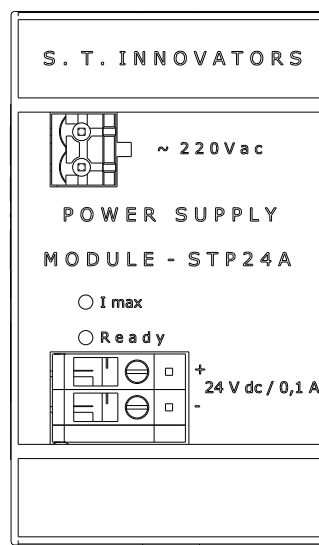 S.T.INNOVATORS
~ 220Vac
POWER SUPPLY
MODULE - STP24A
I max
Ready
+
24 V dc / 0,1 A
-